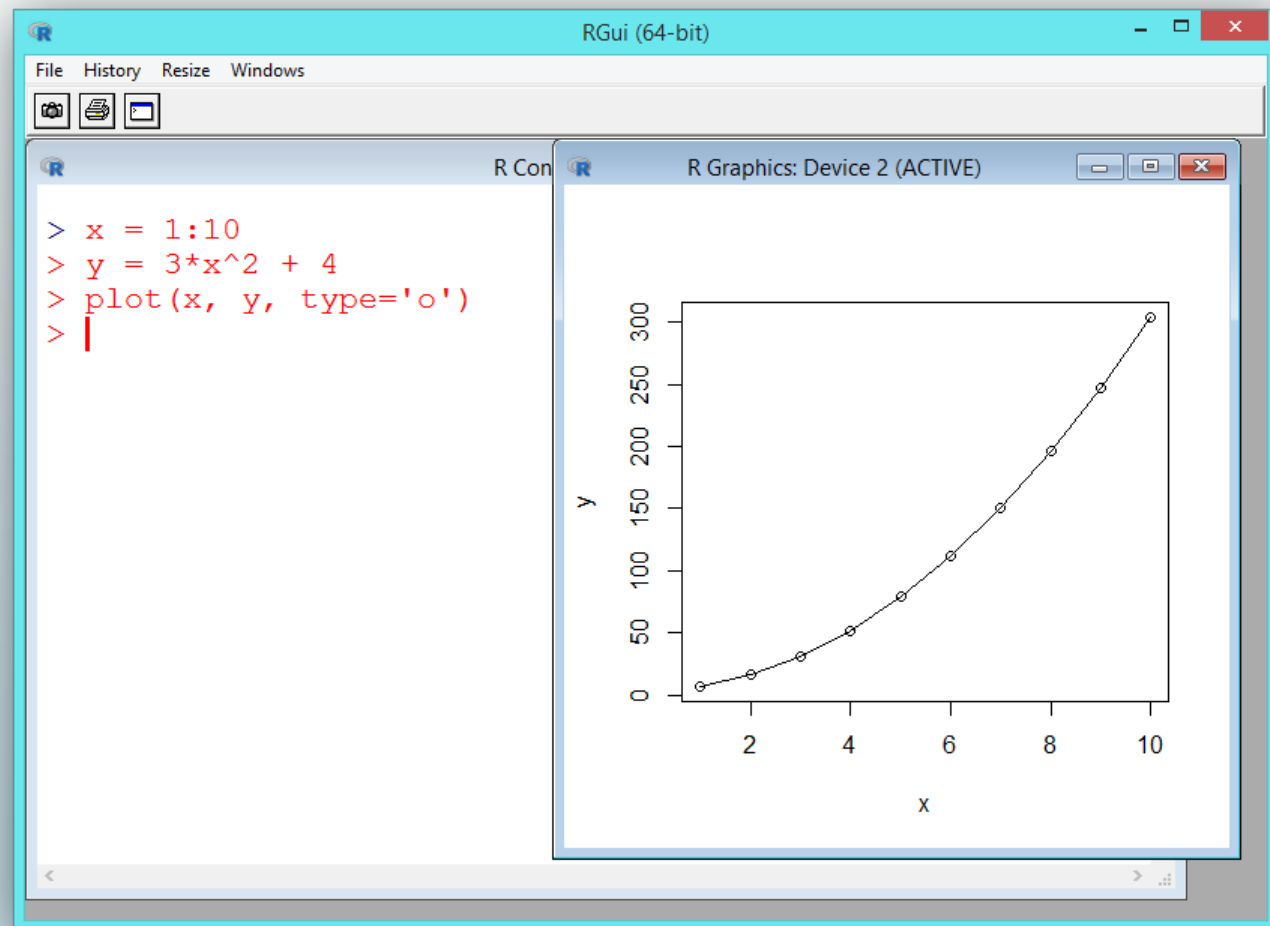 RGui (64-bit)
File History Resize Windows
R Con
> x = 1:10
> y = 3*x^2 + 4
> plot(x, y, type='o')
>
R Graphics: Device 2 (ACTIVE)
300
250
200
150
100
50
0
y
2 4 6 8 10
x